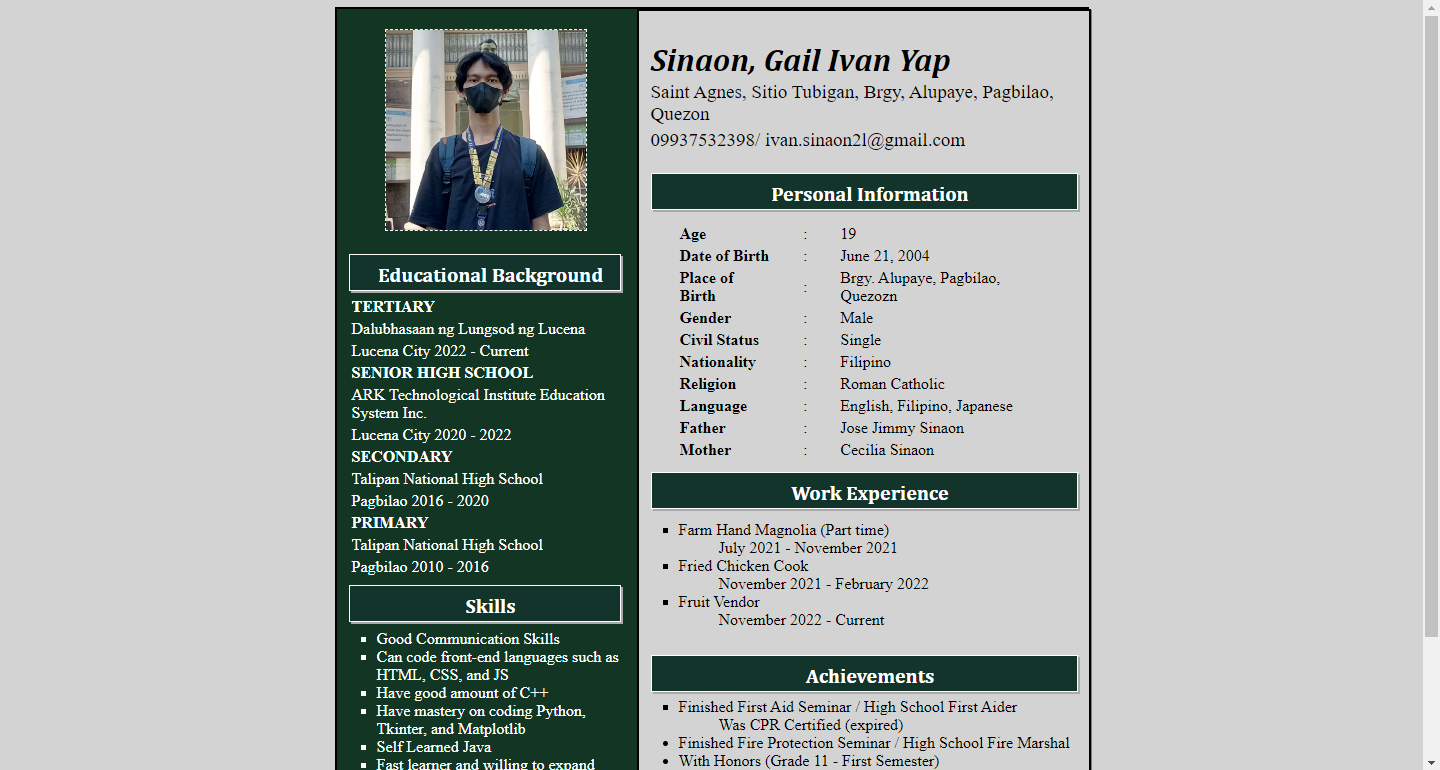 Educational Background
TERTIARY
Dalubhasaan ng Lungsod ng Lucena
Lucena City 2022 - Current
SENIOR HIGH SCHOOL
ARK Technological Institute Education
System Inc.
Lucena City 2020 - 2022
SECONDARY
Talipan National High School
Pagbilao 2016 - 2020
PRIMARY
Talipan National High School
Pagbilao 2010 - 2016
Skills
Good Communication Skills
Can code front-end languages such as
HTML, CSS, and JS
Have good amount of C++
Have mastery on coding Python,
Tkinter, and Matplotlib
Self Learned Java
Fast learner and willing to expand
Sinaon, Gail Ivan Yap
Saint Agnes, Sitio Tubigan, Brgy, Alupaye, Pagbilao,
Quezon
09937532398/ ivan.sinaon2l@gmail.com
Personal Information
Age : 19
Date of Birth : June 21, 2004
Place of
Birth : Brgy. Alupaye, Pagbilao,
Quezozn
Gender : Male
Civil Status : Single
Nationality : Filipino
Religion : Roman Catholic
Language : English, Filipino, Japanese
Father : Jose Jimmy Sinaon
Mother : Cecilia Sinaon
Work Experience
Farm Hand Magnolia (Part time)
July 2021 - November 2021
Fried Chicken Cook
November 2021 - February 2022
Fruit Vendor
November 2022 - Current
Achievements
Finished First Aid Seminar / High School First Aider
Was CPR Certified (expired)
Finished Fire Protection Seminar / High School Fire Marshal
With Honors (Grade 11 - First Semester)